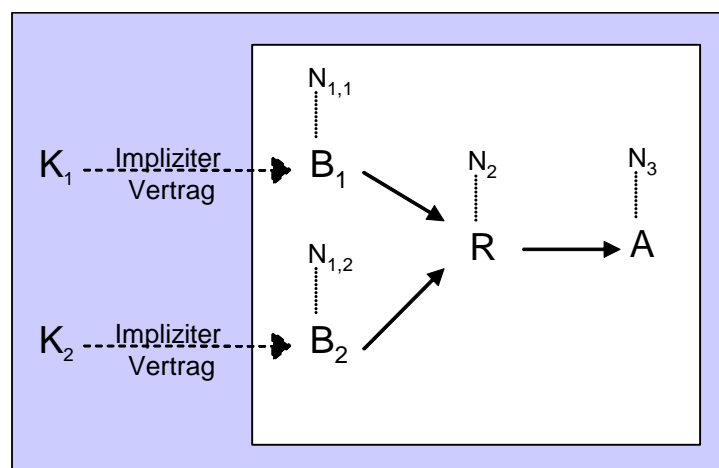 N1,1
K1 Impliziter B1
Vertrag
N2 N3
R A
N1,2
K2 Impliziter B2
Vertrag